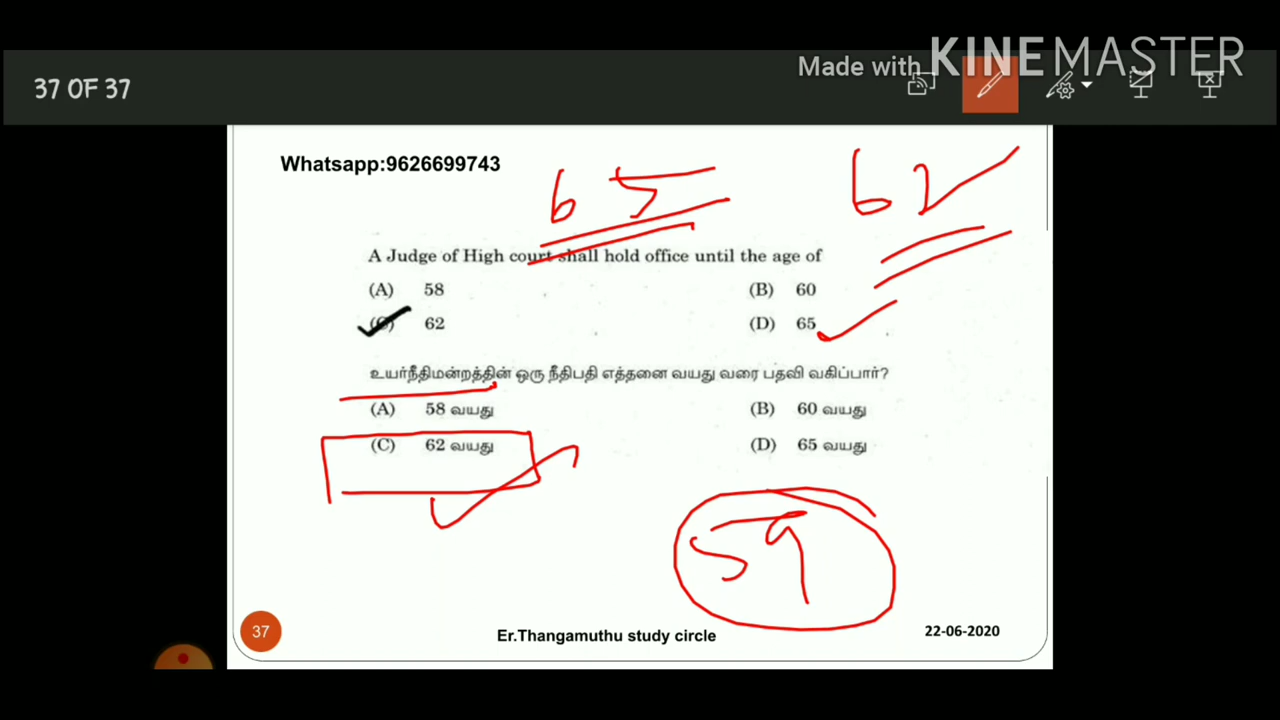 Made with KINEMASTER
37 OF 37
Whatsapp:9626699743
65
62
A Judge of High court shall hold office until the age of
(A) 58 (B) 60
(C) 62 (D) 65
உயர்நீதிமன்றத்தின் ஒரு நீதிபதி எத்தனை வயது வரை பதவி வகிப்பார்?
(A) 58 வயது (B) 60 வயது
(C) 62 வயது (D) 65 வயது
59
37 Er.Thangamuthu study circle 22-06-2020